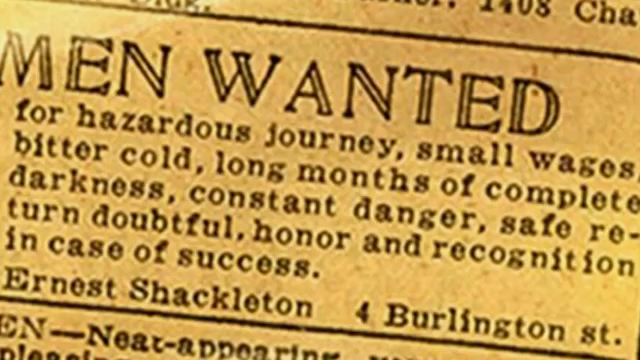 1408 Cha
MEN WANTED
for hazardous journey, small wages,
bitter cold, long months of complete
darkness, constant danger, safe re-
turn doubtful, honor and recognition
in case of success.
Ernest Shackleton 4 Burlington st.
EN—Neat-appearing